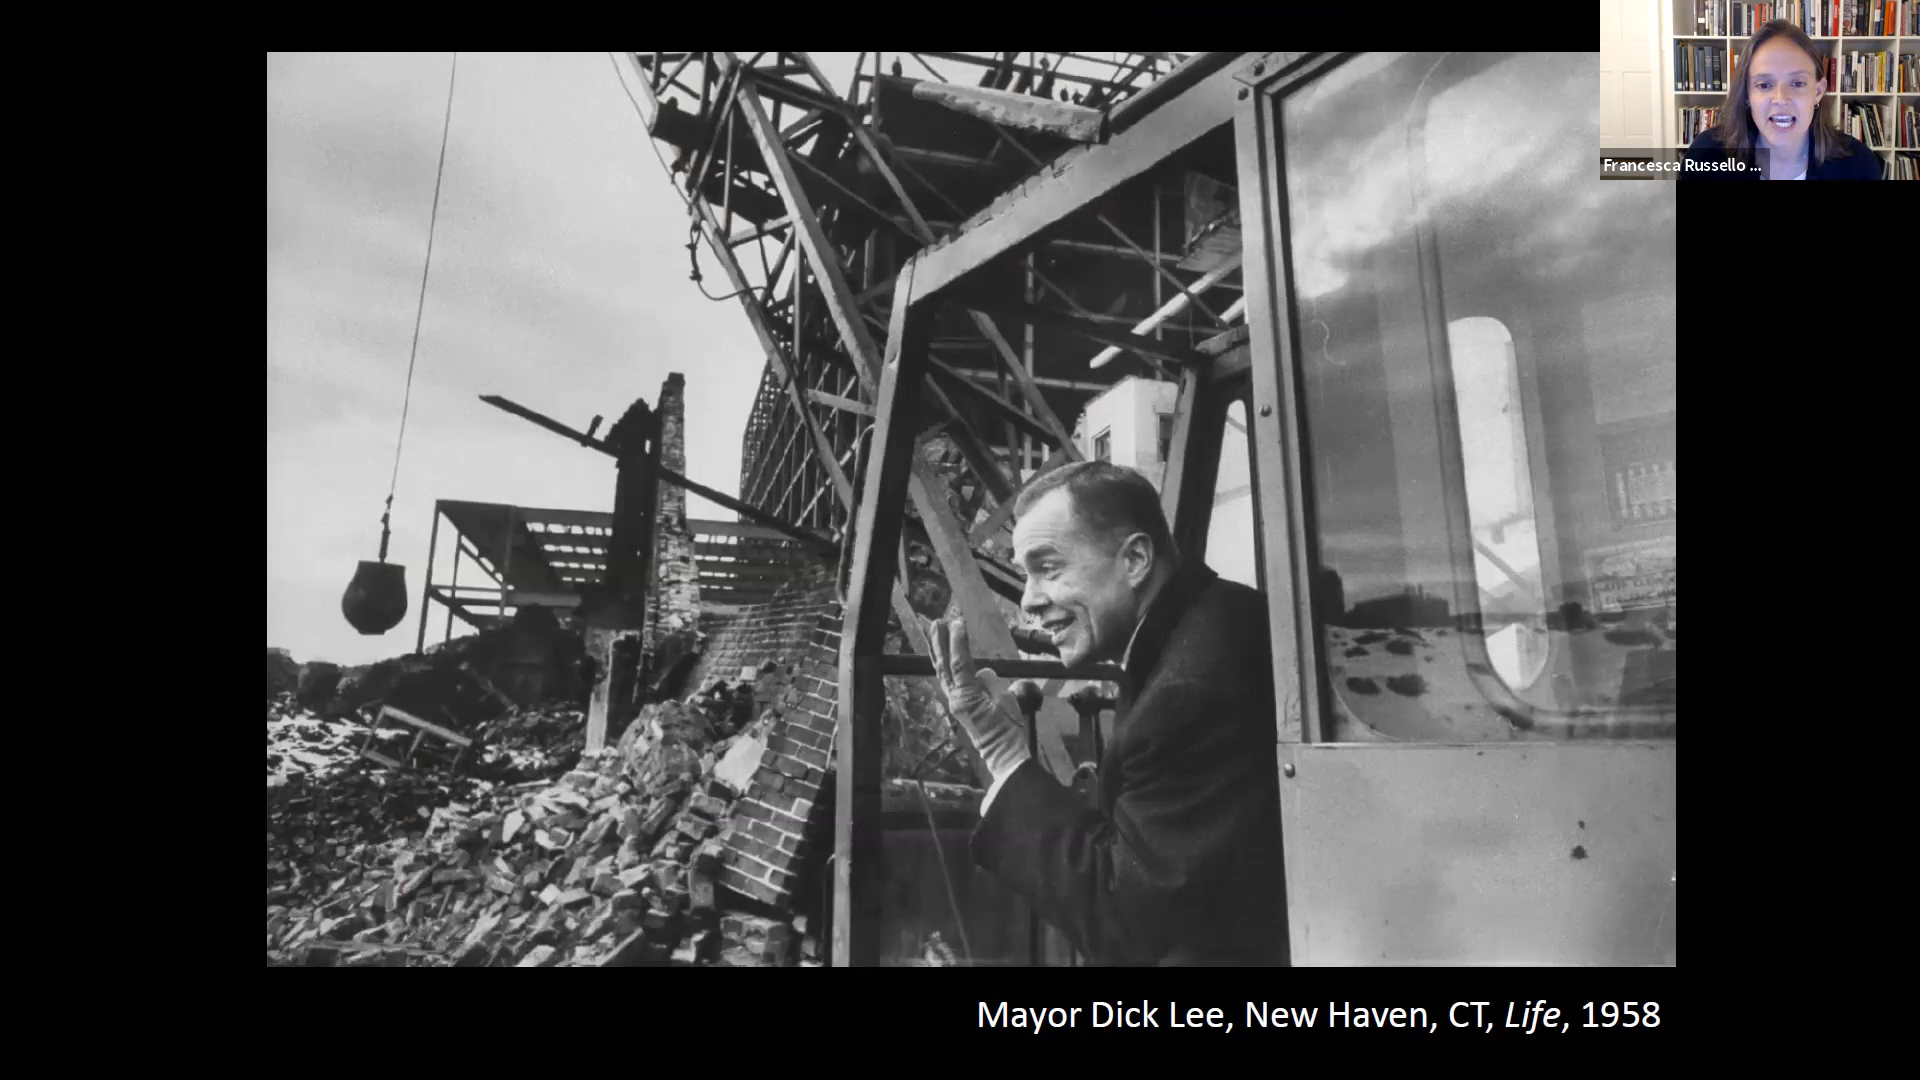 Francesca Russello ...
Mayor Dick Lee, New Haven, CT, Life, 1958